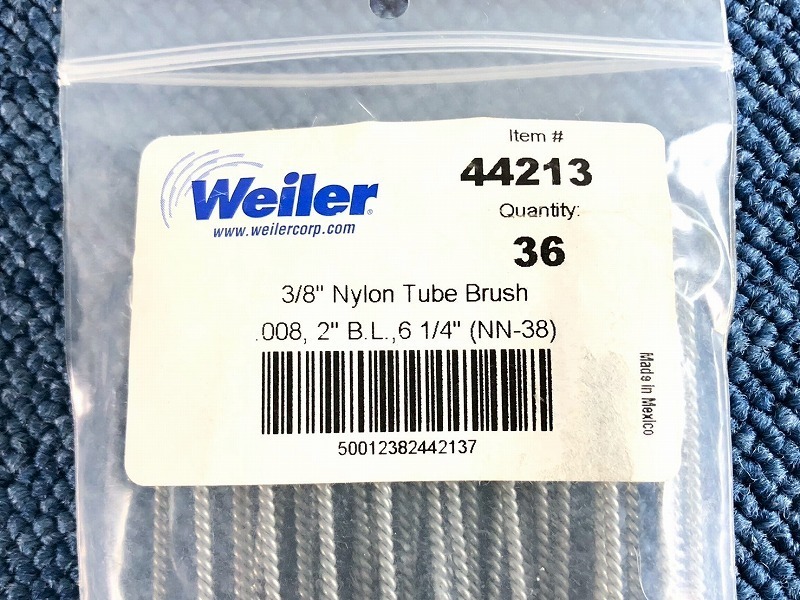 Weiler®
www.weilercorp.com
Item #
44213
Quantity:
36
3/8" Nylon Tube Brush
.008, 2" B.L.,6 1/4" (NN-38)
50012382442137
Made in Mexico